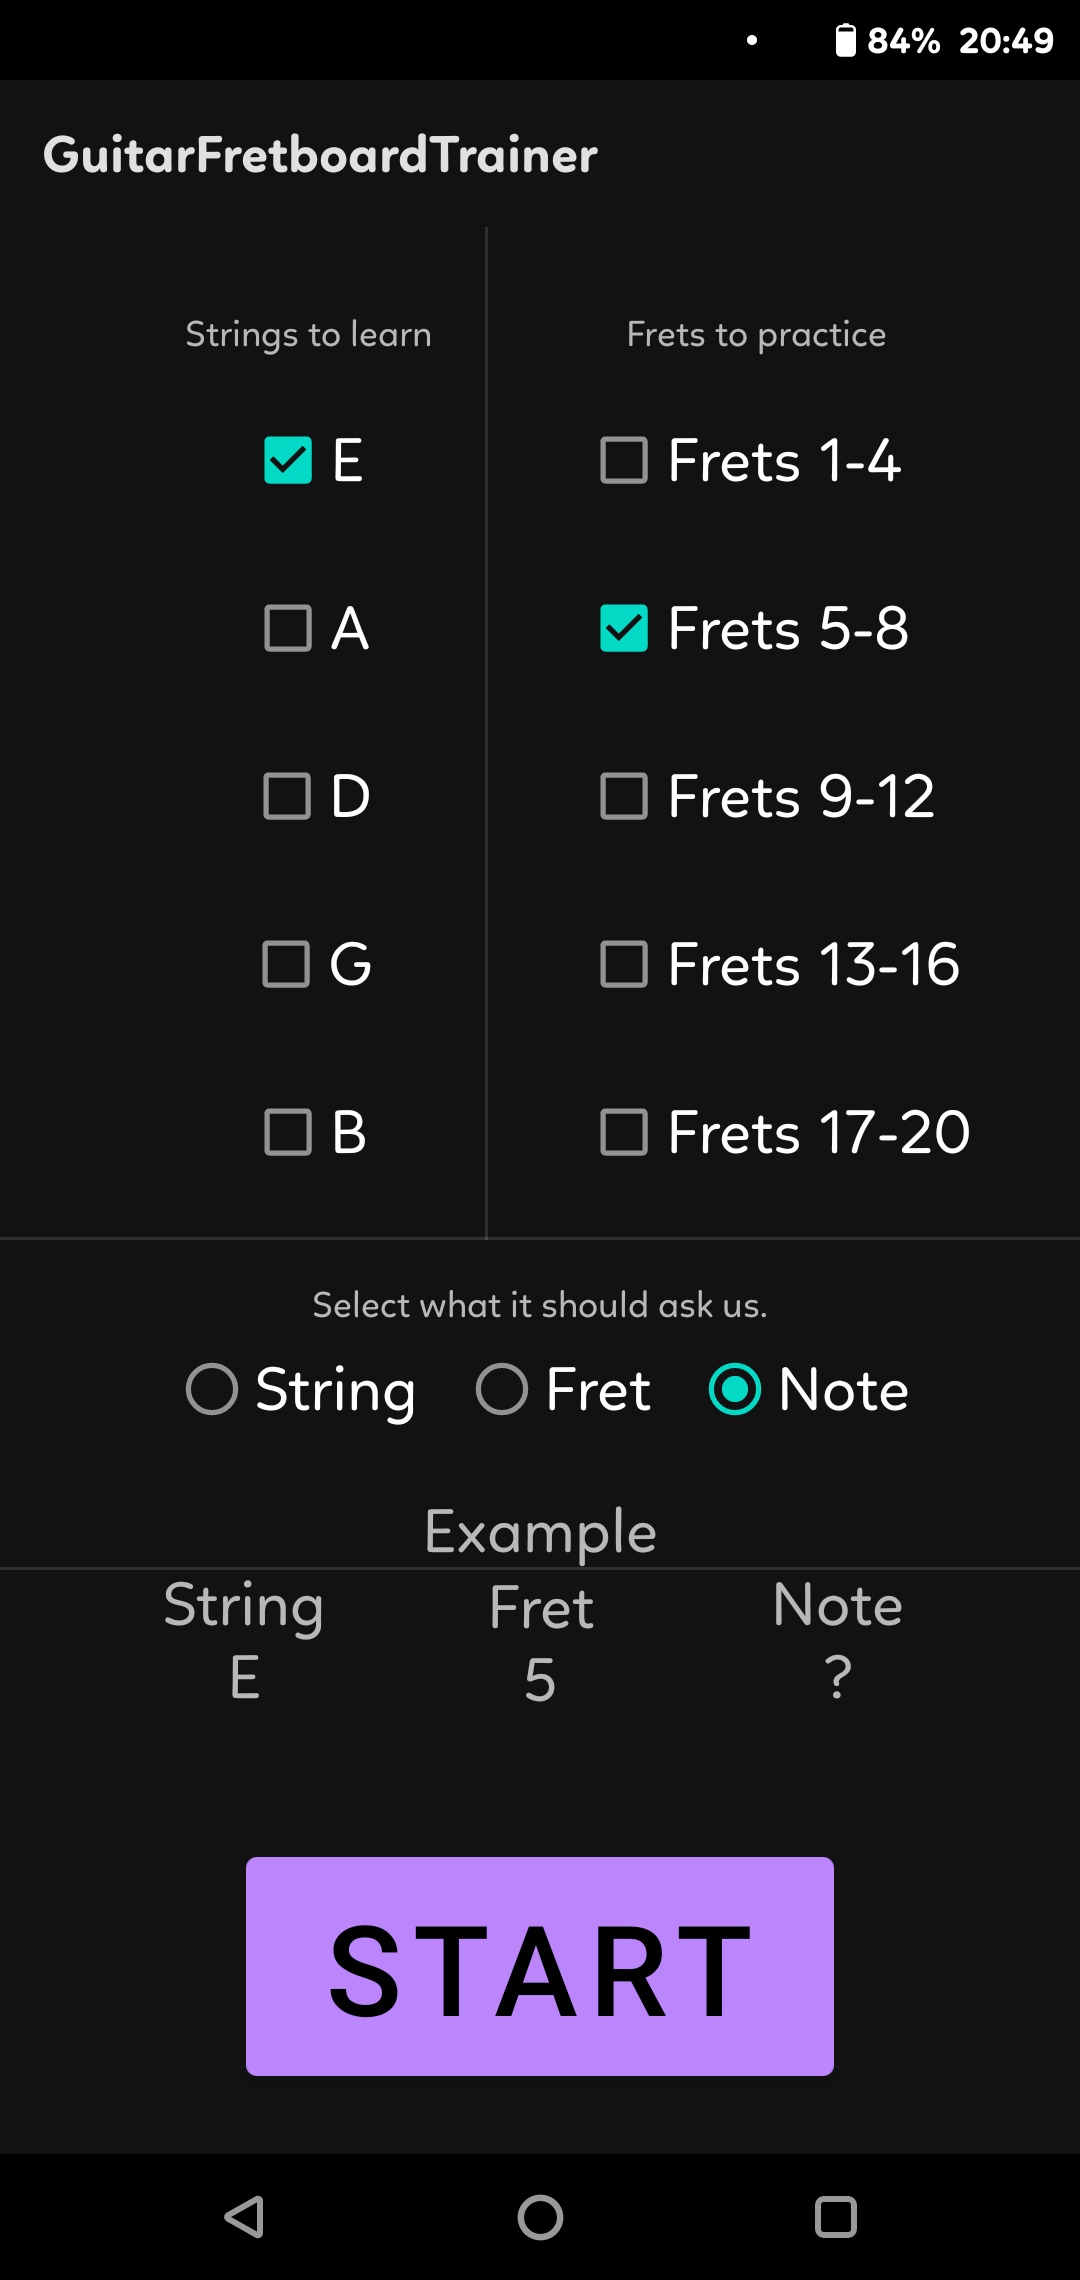 84% 20:49
GuitarFretboardTrainer
Strings to learn
Frets to practice
E
Frets 1-4
A
Frets 5-8
D
Frets 9-12
G
Frets 13-16
B
Frets 17-20
Select what it should ask us.
String Fret Note
Example
String Fret Note
E 5 ?
START